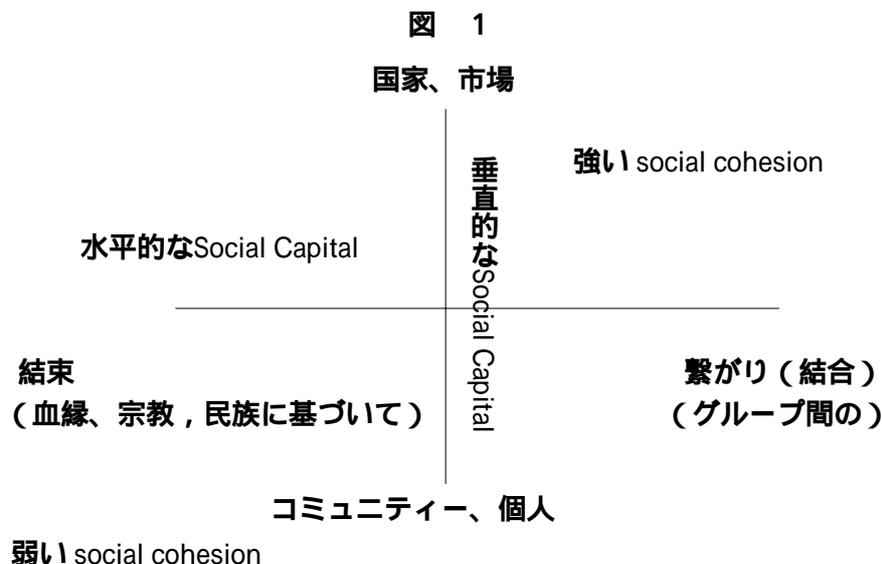 図 1
国家、市場
強い social cohesion
垂直的なSocial Capital
水平的なSocial Capital
結束
(血縁、宗教,民族に基づいて)
繋がり(結合)
(グループ間の)
コミュニティー、個人
弱い social cohesion